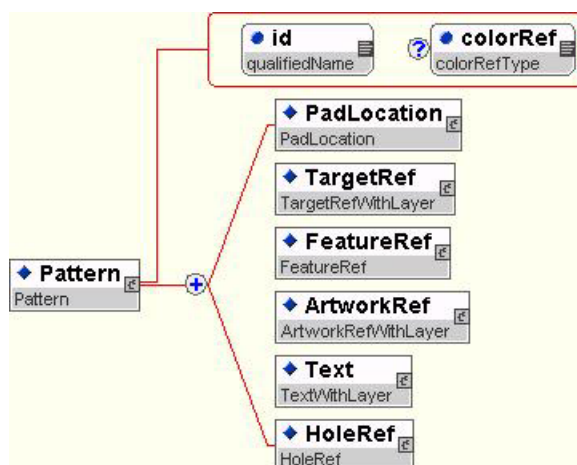 id
qualifiedName
?
colorRef
colorRefType
PadLocation
PadLocation
TargetRef
TargetRefWithLayer
FeatureRef
FeatureRef
Pattern
Pattern
+
ArtworkRef
ArtworkRefWithLayer
Text
TextWithLayer
HoleRef
HoleRef